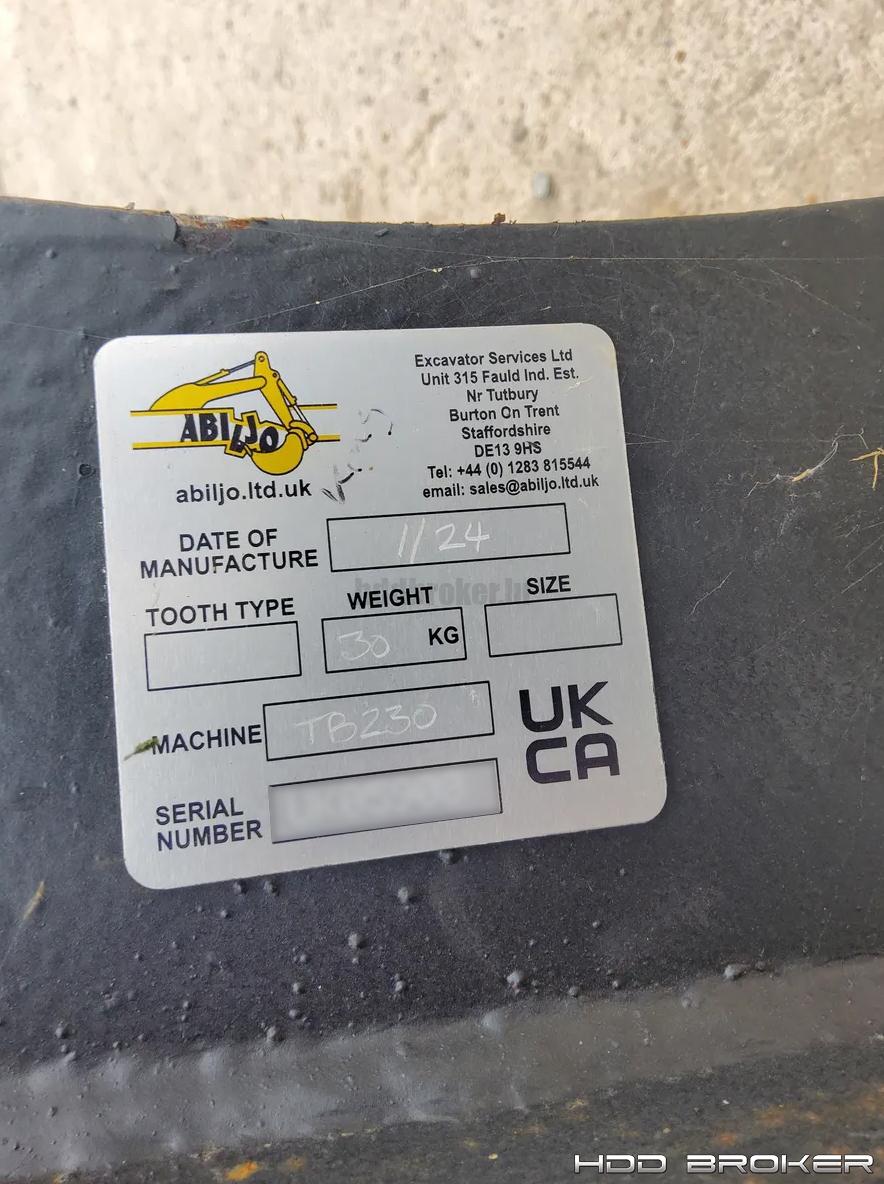 ABILJO
abiljo.ltd.uk
Excavator Services Ltd
Unit 315 Fauld Ind. Est.
Nr Tutbury
Burton On Trent
Staffordshire
DE13 9HS
Tel: +44 (0) 1283 815544
email: sales@abiljo.ltd.uk
DATE OF MANUFACTURE 1/24
TOOTH TYPE
WEIGHT 30 KG
SIZE
MACHINE TB230
UK
CA
SERIAL
NUMBER
HDD BROKER